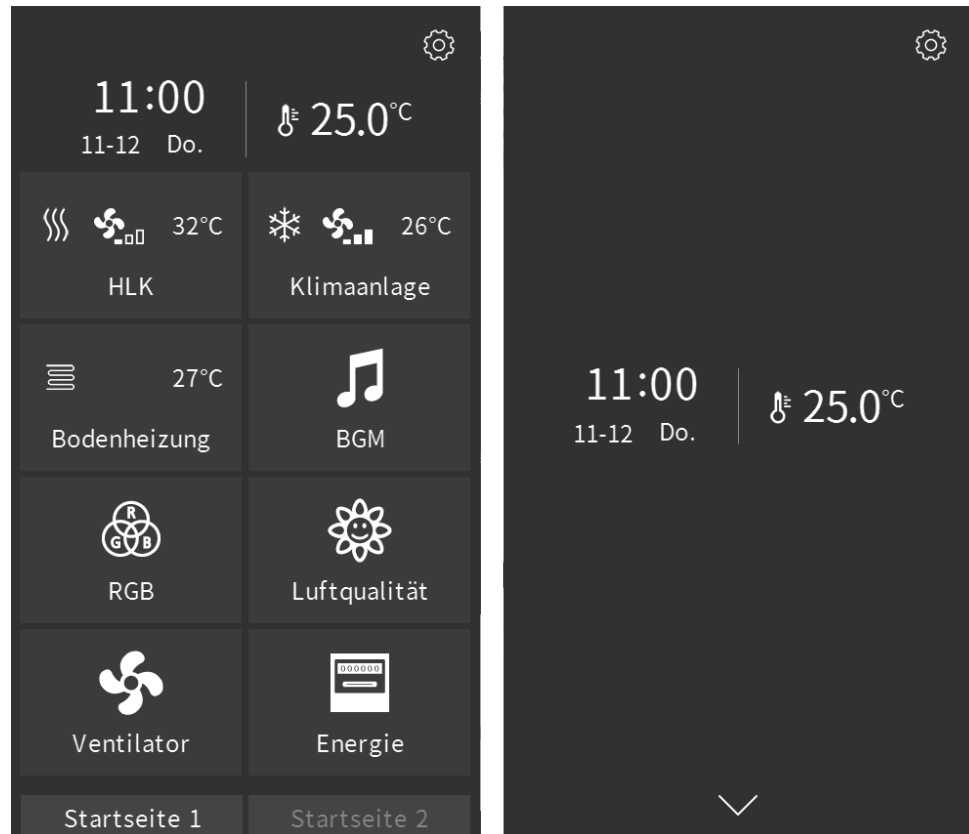 11:00
11-12 Do.
25.0°C
32°C
HLK
26°C
Klimaanlage
27°C
Bodenheizung
BGM
R
G B
RGB
Luftqualität
000000
Ventilator
Energie
Startseite 1
Startseite 2
11:00
11-12 Do.
25.0°C